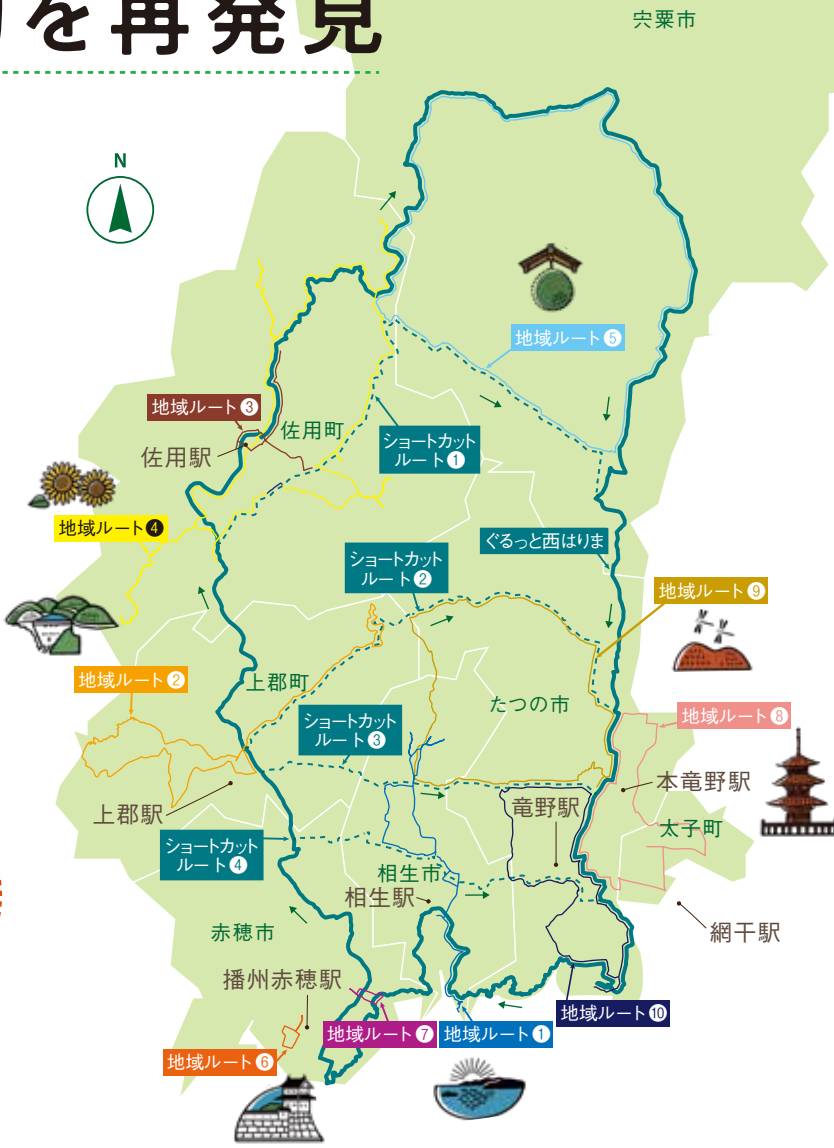 を再発見
宍粟市
N
地域ルート❺
地域ルート❸
佐用町
佐用駅
ショートカット
ルート❶
地域ルート❹
ぐるっと西はりま
ショートカット
ルート❷
地域ルート❾
地域ルート❷
上郡町
たつの市
ショートカット
ルート❸
地域ルート❽
本竜野駅
上郡駅
竜野駅
太子町
ショートカット
ルート❹
相生市
相生駅
赤穂市
網干駅
播州赤穂駅
地域ルート❿
地域ルート❼
地域ルート❶
地域ルート❻